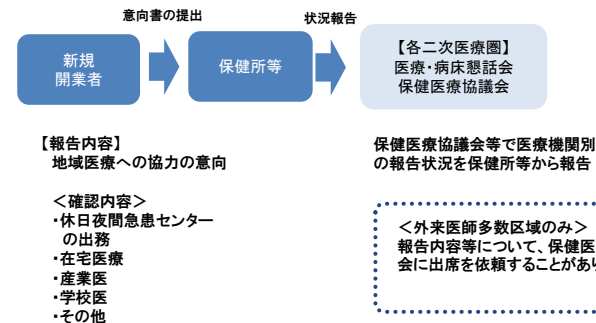 意向書の提出
状況報告
新規
開業者
保健所等
【各二次医療圏】
医療・病床懇話会
保健医療協議会
【報告内容】
地域医療への協力の意向
<確認内容>
・休日夜間急患センター
の出務
・在宅医療
・産業医
・学校医
・その他
保健医療協議会等で医療機関別
の報告状況を保健所等から報告
<外来医師多数区域のみ>
報告内容等について、保健医
会に出席を依頼することがあり